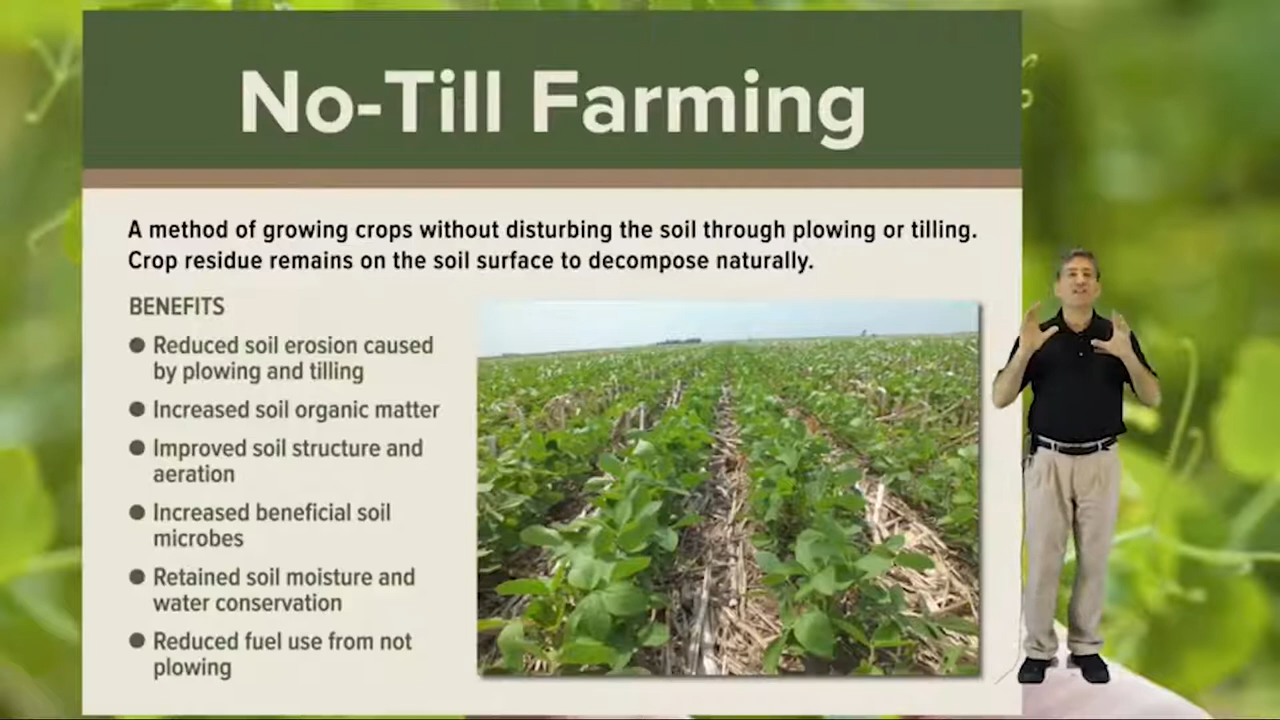 No-Till Farming
A method of growing crops without disturbing the soil through plowing or tilling.
Crop residue remains on the soil surface to decompose naturally.
BENEFITS
● Reduced soil erosion caused
by plowing and tilling
● Increased soil organic matter
● Improved soil structure and
aeration
● Increased beneficial soil
microbes
● Retained soil moisture and
water conservation
● Reduced fuel use from not
plowing